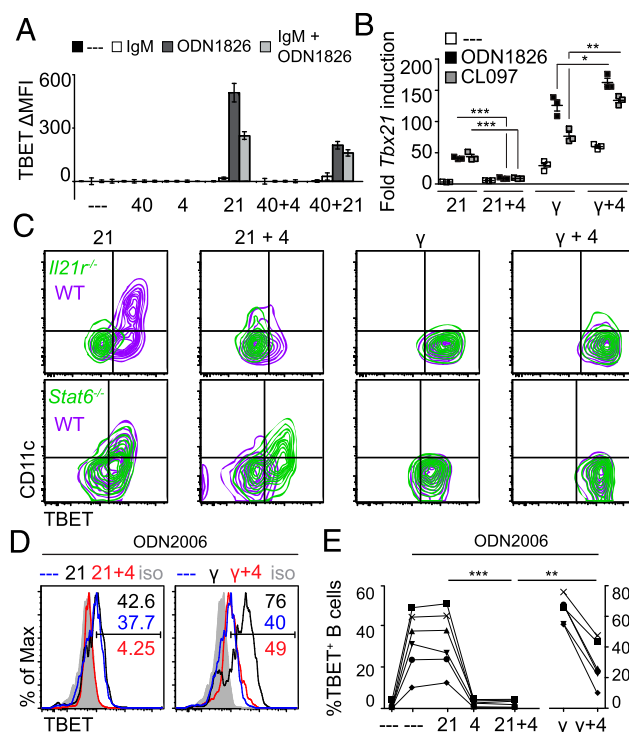 A
--- IgM ODN1826 IgM + ODN1826
TBET ΔMFI
600
300
0
--- 40 4 21 40+4 40+21
B
---
ODN1826
CL097
Fold Tbx21 induction
200
150
100
50
0
*** *** * **
21 21+4 γ γ+4
C
21 21 + 4 γ γ + 4
Il21r-/-
WT
Stat6-/-
WT
CD11c
TBET
D
ODN2006
--- 21 21+4 iso
42.6
37.7
4.25
--- γ γ+4 iso
76
40
49
% of Max
TBET
E
ODN2006
*** **
%TBET+ B cells
60
40
20
0
80
60
40
20
0
--- --- 21 4 21+4 γ γ+4